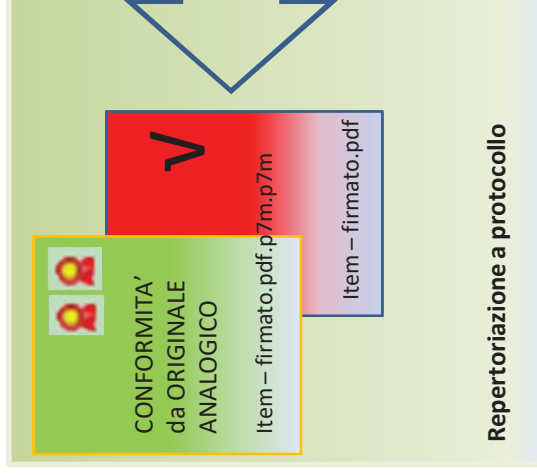 CONFORMITA’
da ORIGINALE
ANALOGICO
Item – firmato.pdf.p7m.p7m
√
Item – firmato.pdf
Repertoriazione a protocollo